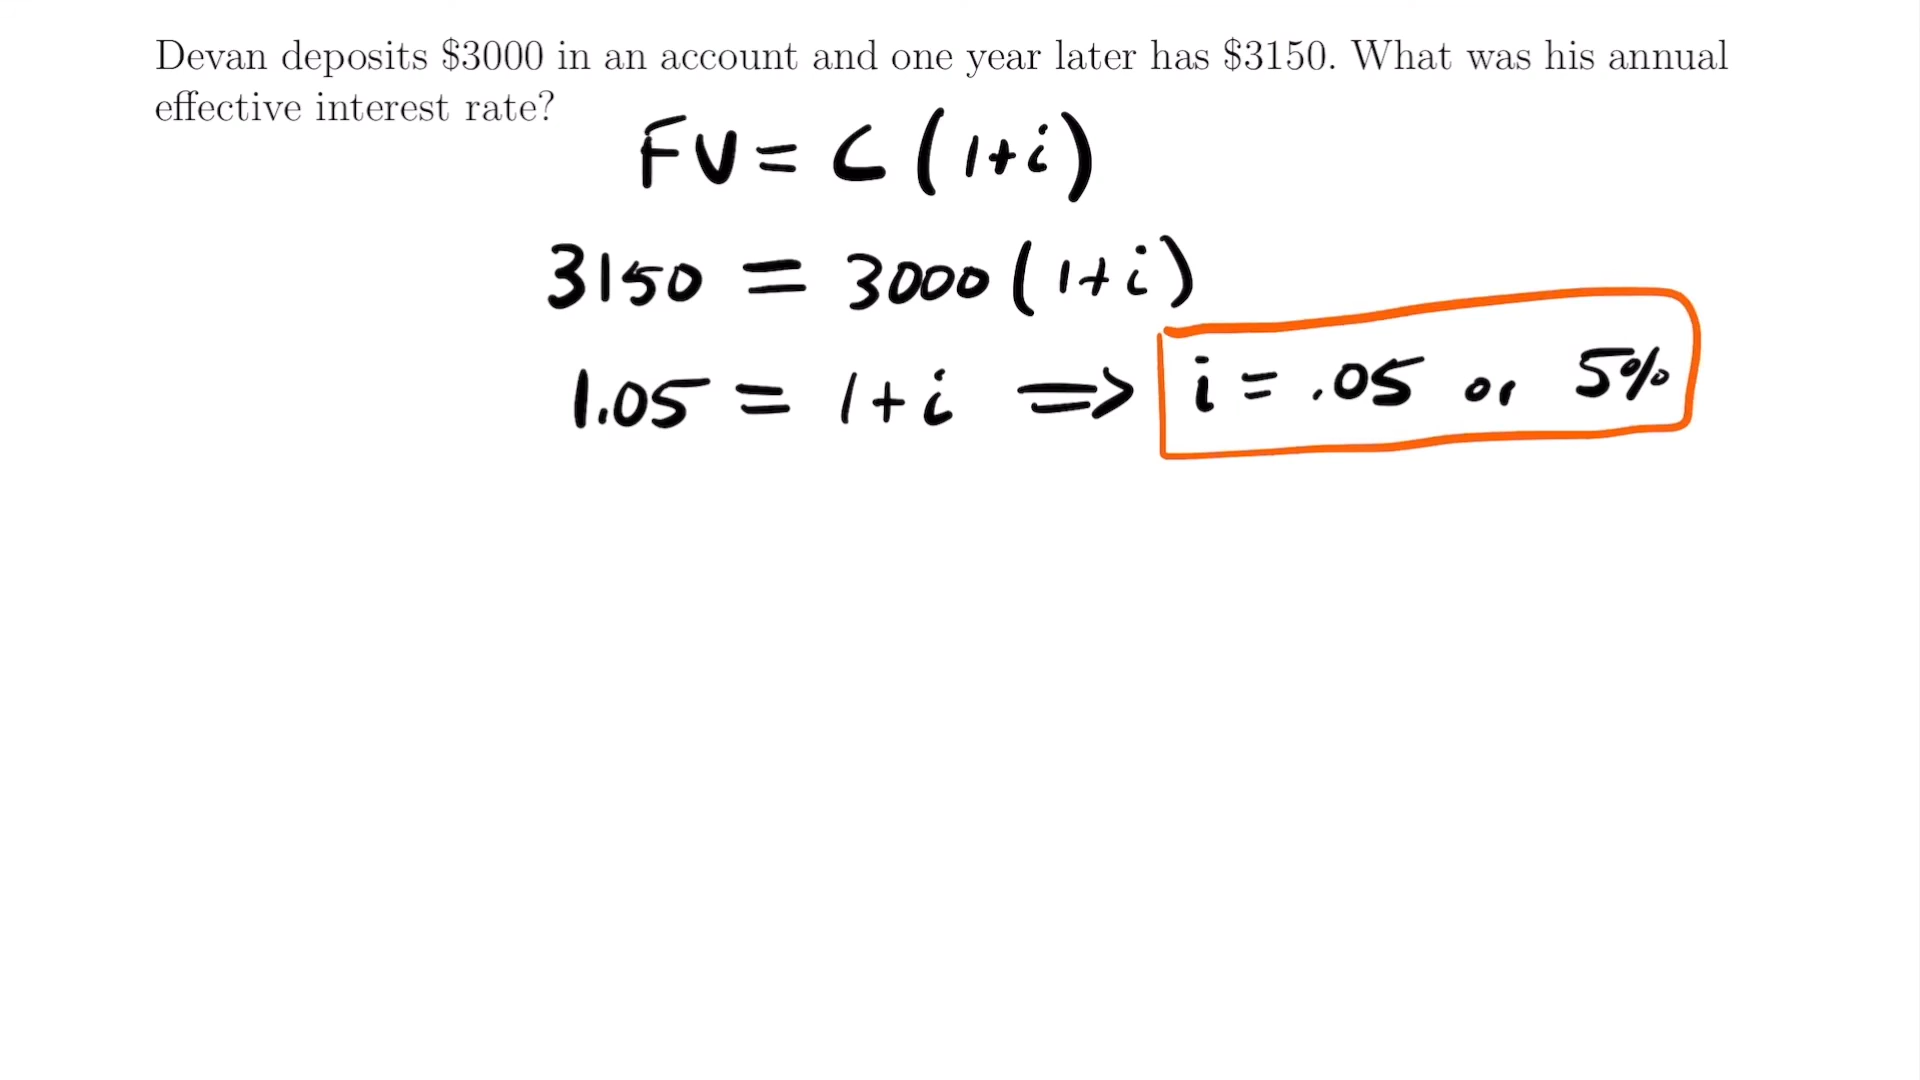 Devan deposits $3000 in an account and one year later has $3150. What was his annual
effective interest rate?
FV = C (1+i)
3150 = 3000 (1+i)
1.05 = 1+i ⇒ i = .05 or 5%